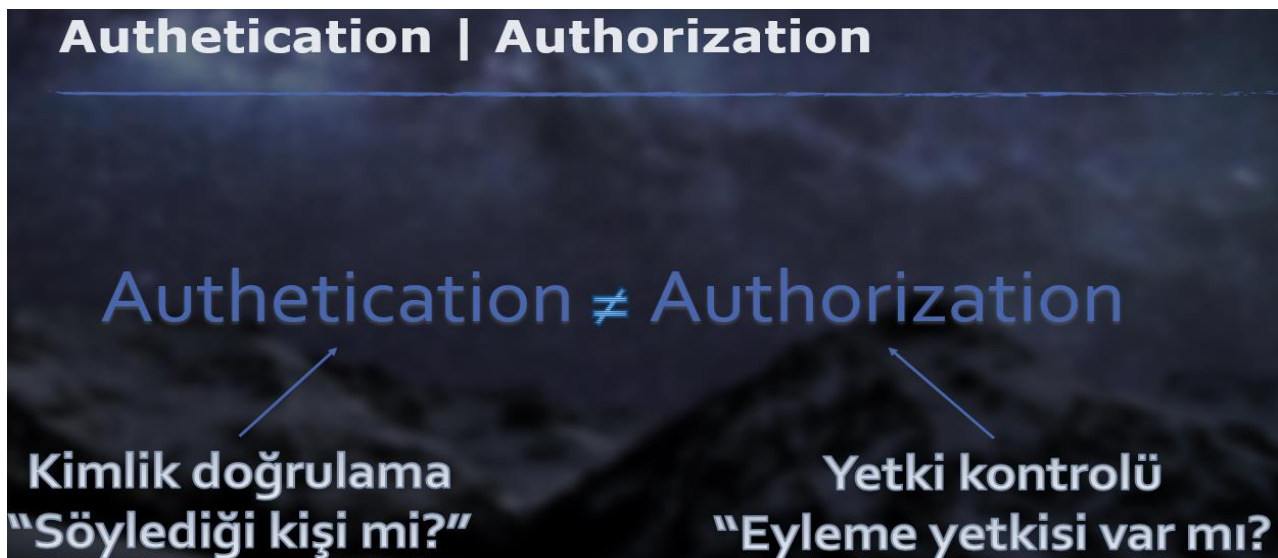 Authetication | Authorization
Authetication ≠ Authorization
Kimlik doğrulama
“Söylediği kişi mi?”
Yetki kontrolü
“Eyleme yetkisi var mı?